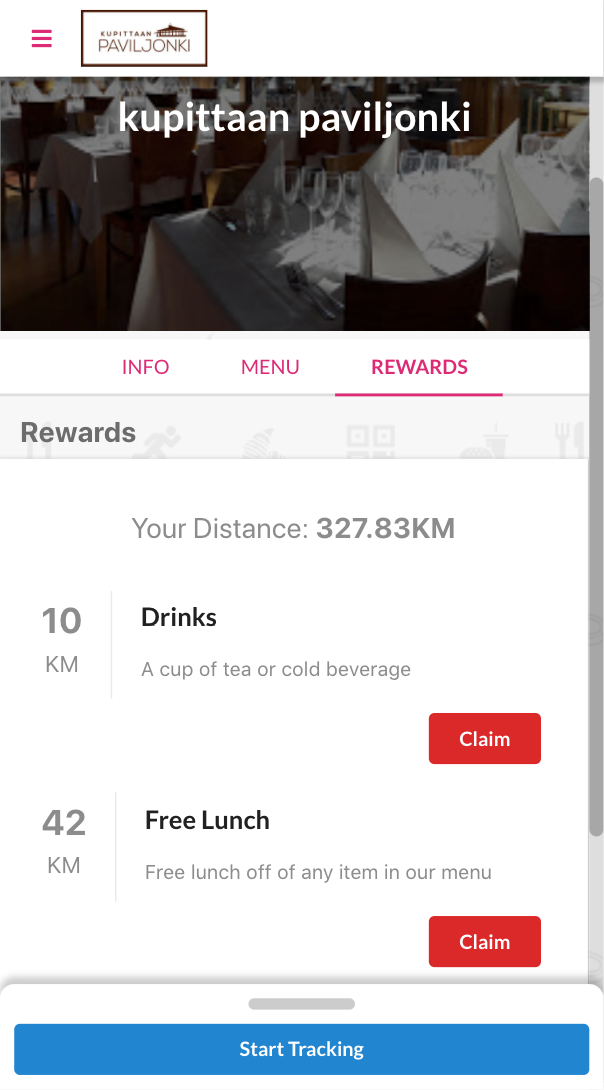 KUPITTAAN
PAVILJONKI
kupittaan paviljonki
INFO
MENU
REWARDS
Rewards
Your Distance: 327.83KM
10
KM
Drinks
A cup of tea or cold beverage
Claim
42
KM
Free Lunch
Free lunch off of any item in our menu
Claim
Start Tracking